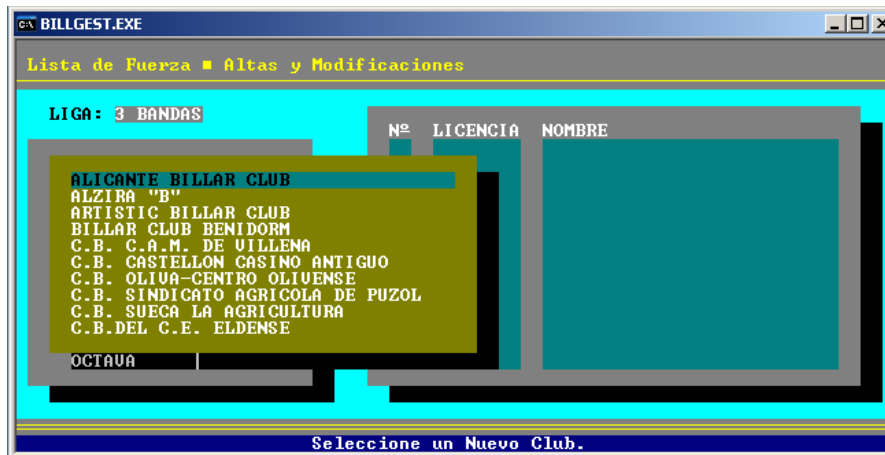 BILLGEST.EXE
Lista de Fuerza ■ Altas y Modificaciones
LIGA: 3 BANDAS
Nº LICENCIA NOMBRE
ALICANTE BILLAR CLUB
ALZIRA "B"
ARTISTIC BILLAR CLUB
BILLAR CLUB BENIDORM
C.B. C.A.M. DE VILLENA
C.B. CASTELLON CASINO ANTIGUO
C.B. OLIVA-CENTRO OLIVENSE
C.B. SINDICATO AGRICOLA DE PUZOL
C.B. SUECA LA AGRICULTURA
C.B.DEL C.E. ELDENSE
OCTAVA
Seleccione un Nuevo Club.